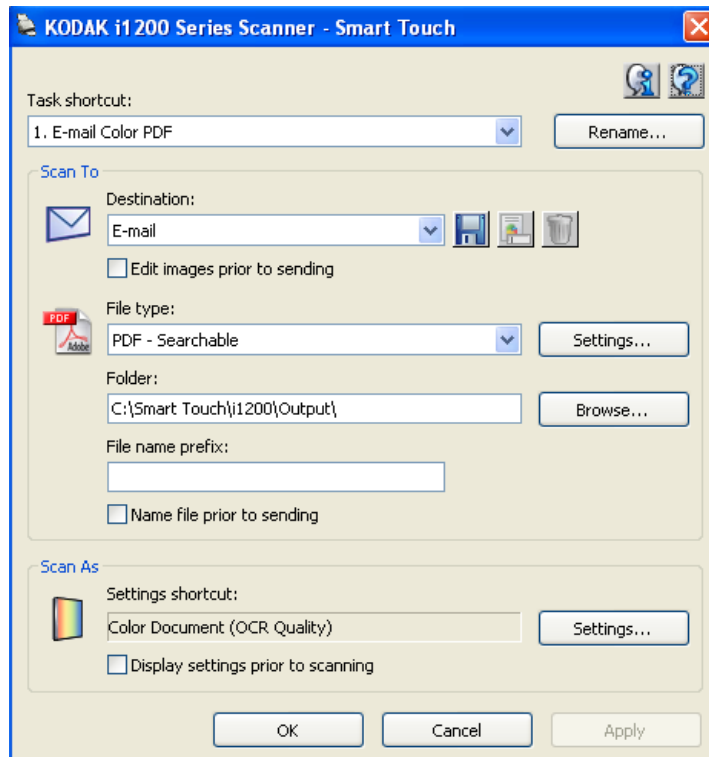 KODAK i1200 Series Scanner - Smart Touch
Task shortcut:
1. E-mail Color PDF
Rename...
Scan To
Destination:
E-mail
Edit images prior to sending
File type:
PDF
Adobe
PDF - Searchable
Settings...
Folder:
C:\Smart Touch\i1200\Output\
Browse...
File name prefix:
Name file prior to sending
Scan As
Settings shortcut:
Color Document (OCR Quality)
Settings...
Display settings prior to scanning
OK Cancel Apply